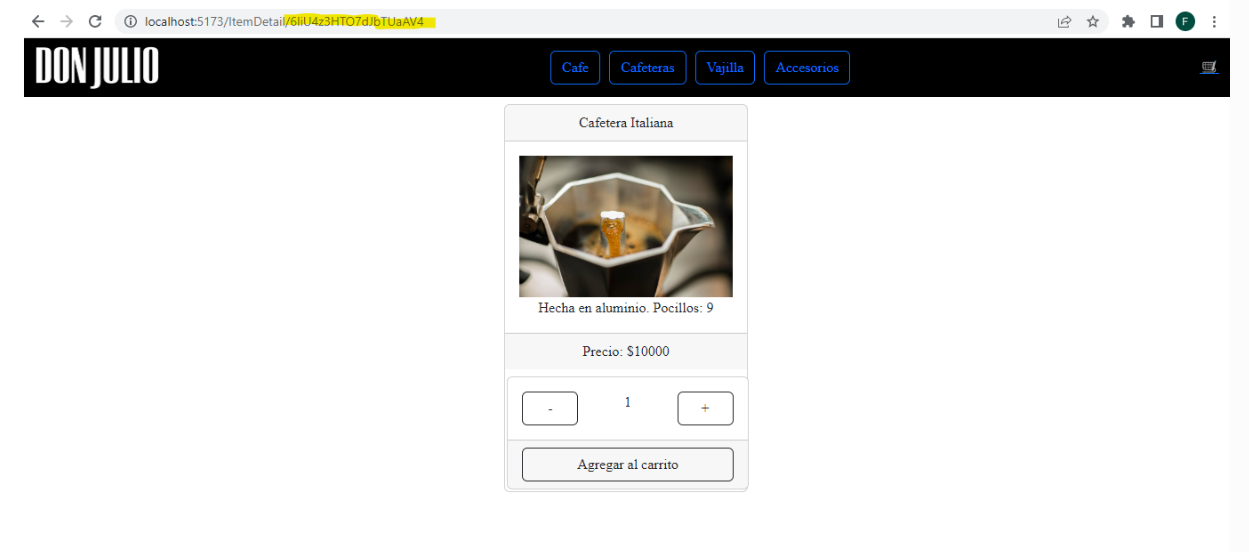 localhost:5173/ItemDetail/6IiU4z3HTO7dJbTUaAV4
F
DON JULIO
Cafe
Cafeteras
Vajilla
Accesorios
Cafetera Italiana
Hecha en aluminio. Pocillos: 9
Precio: $10000
-
1
+
Agregar al carrito